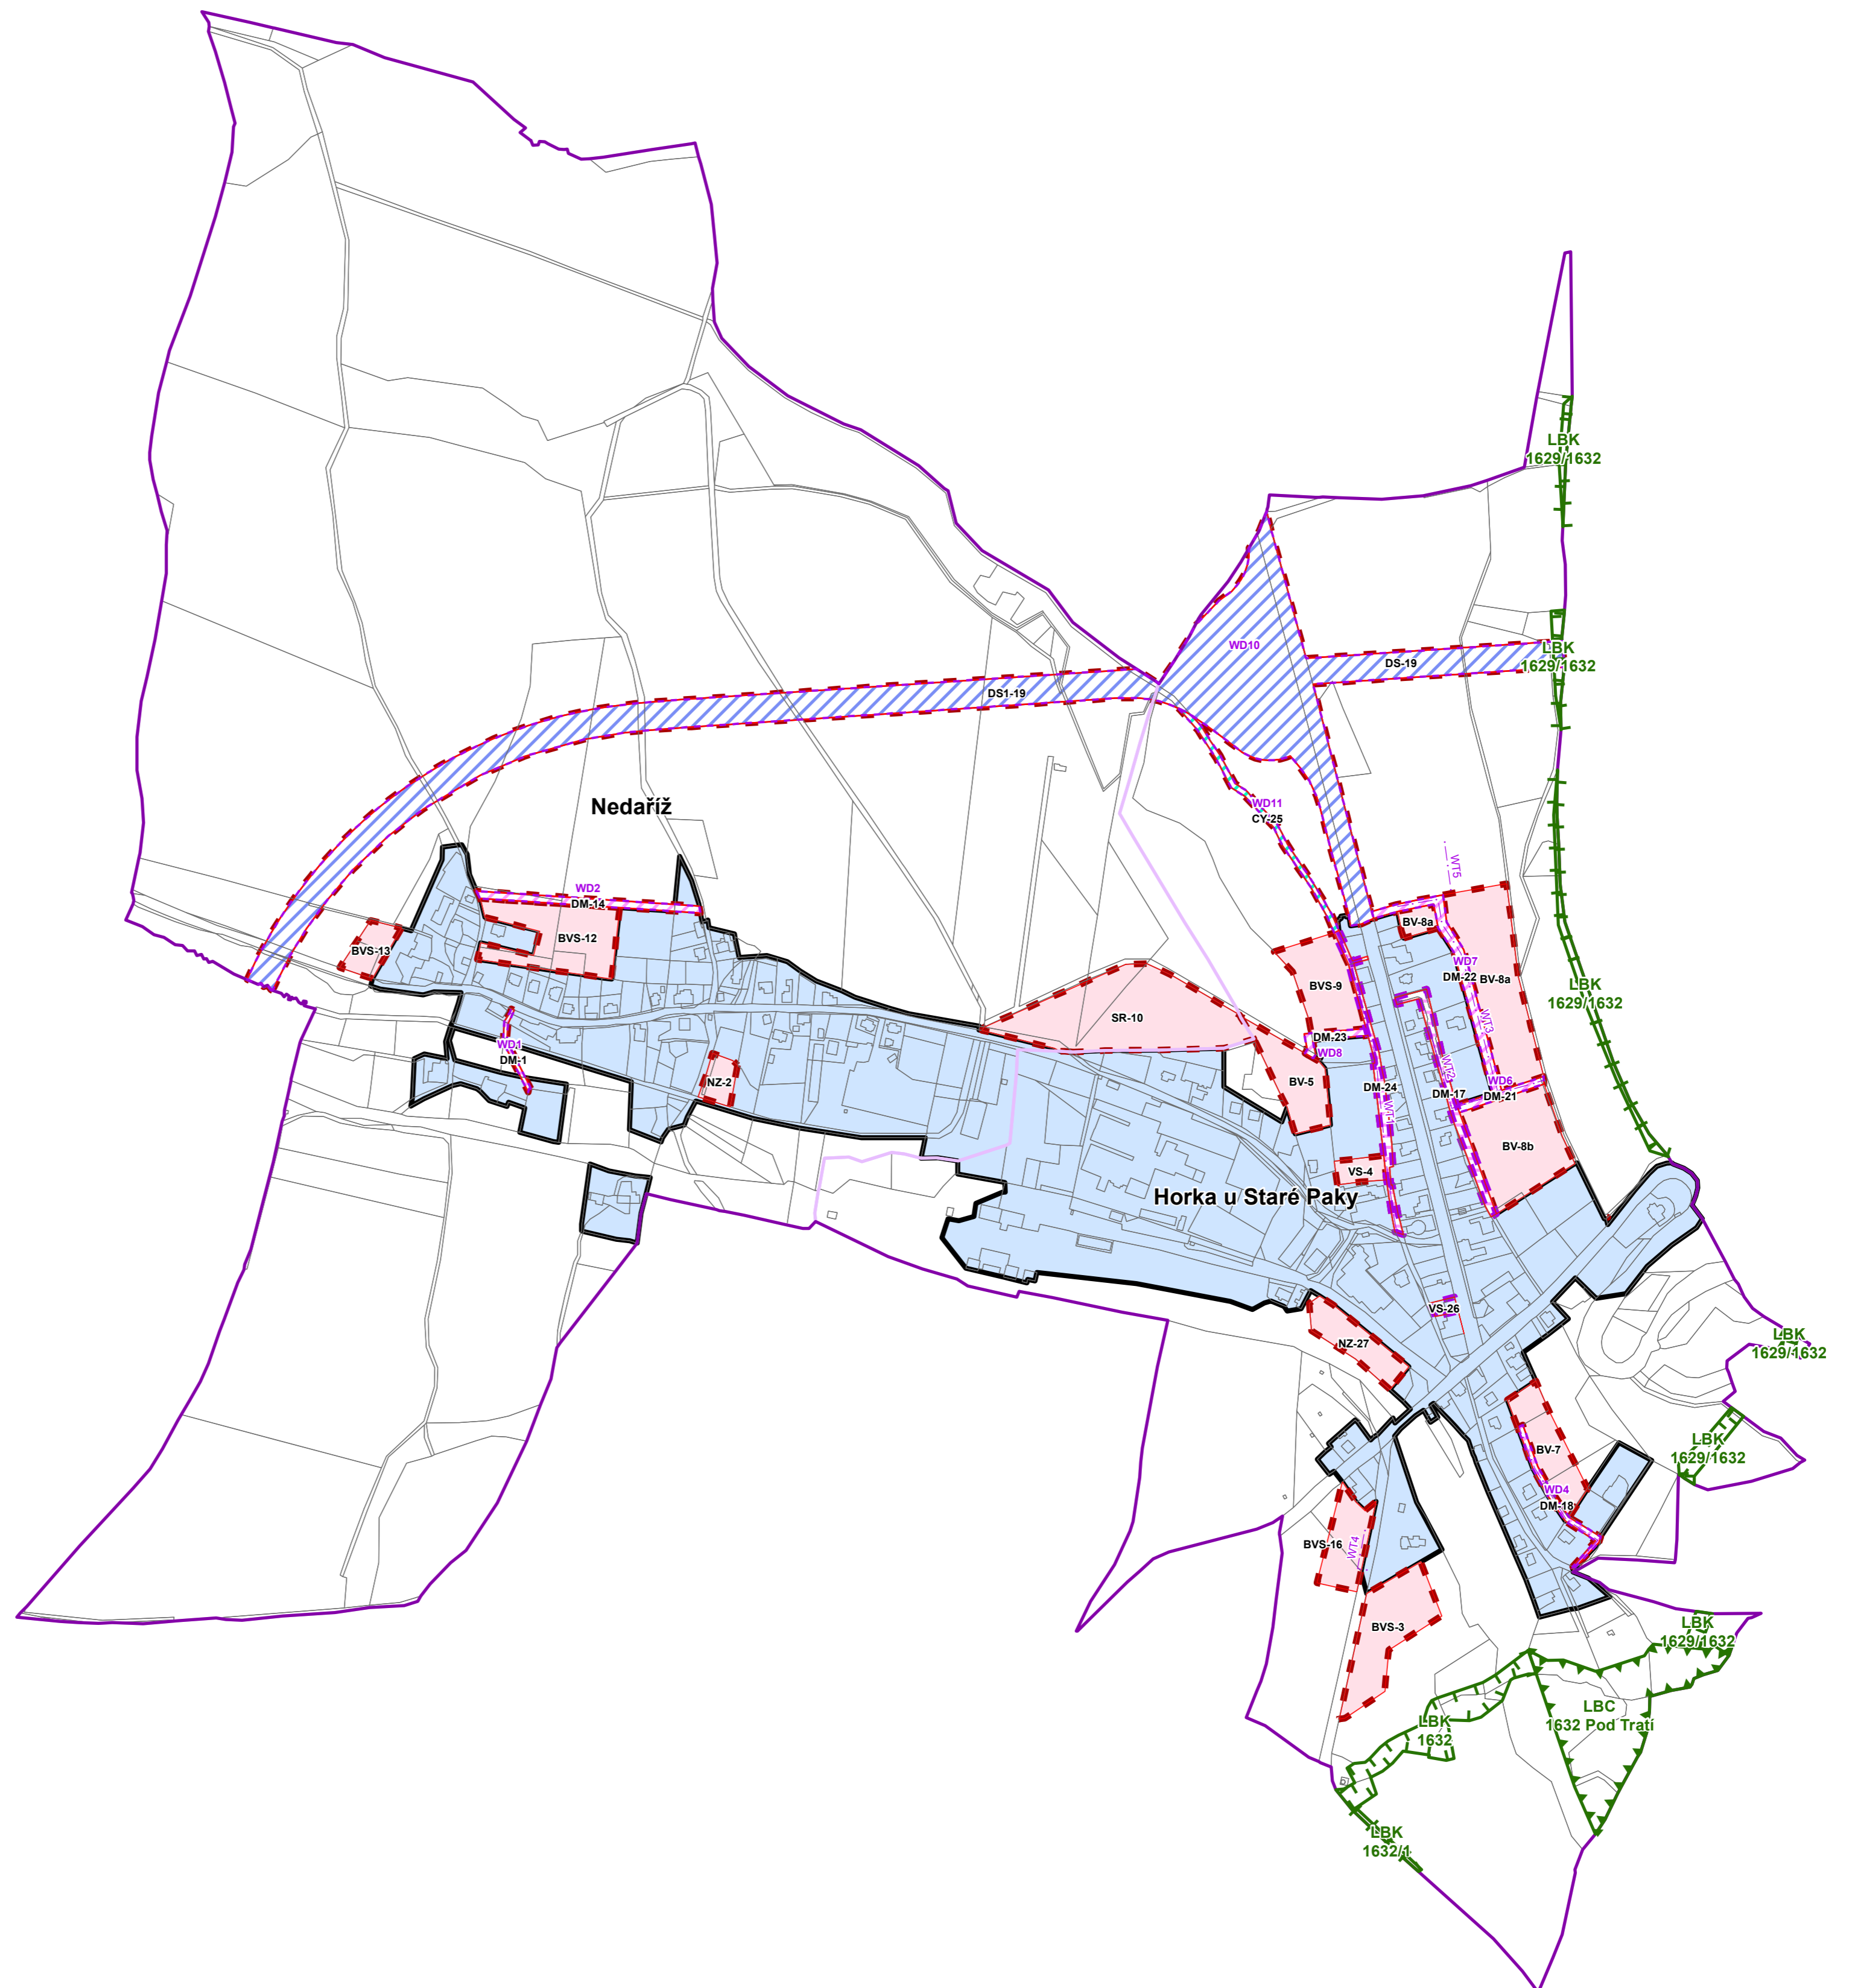 LBK
1629/1632
WD10
LBK
1629/1632
DS-19
DS1-19
Nedaříž
WD11
CY-25
WT5
WD2
DM-14
BV-8a
BVS-12
BVS-13
WD7
DM-22
BV-8a
BVS-9
LBK
1629/1632
SR-10
WT3
DM-23
WD8
WD1
DM-1
NZ-2
BV-5
DM-24
WT2
WD6
DM-17
DM-21
WT1
BV-8b
VS-4
Horka u Staré Paky
VS-26
NZ-27
LBK
1629/1632
BV-7
LBK
1629/1632
WD4
DM-18
BVS-16
WT4
BVS-3
LBK
1629/1632
LBC
1632 Pod Tratí
LBK
1632
LBK
1632/1